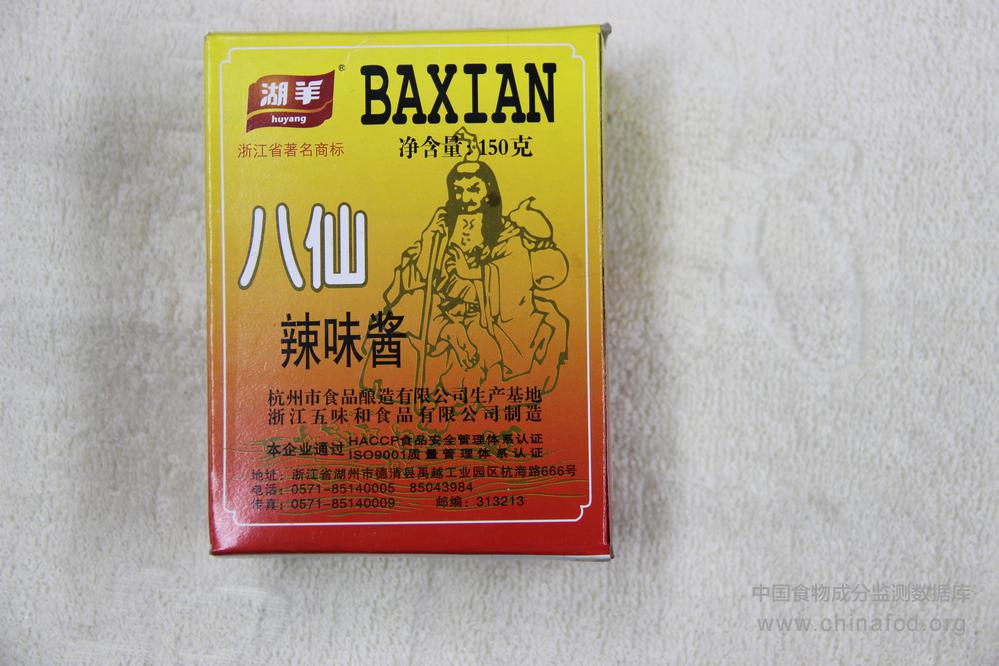 湖羊
huyang
®
BAXIAN
浙江省著名商标
净含量:150克
八仙
辣味酱
杭州市食品酿造有限公司生产基地
浙江五味和食品有限公司制造
本企业通过
HACCP食品安全管理体系认证
ISO9001质量管理体系认证
地址：浙江省湖州市德清县禹越工业园区杭海路666号
电话：0571-85140005 85043984
传真：0571-85140009 邮编：313213
中国食物成分监测数据库
www.chinafcd.org